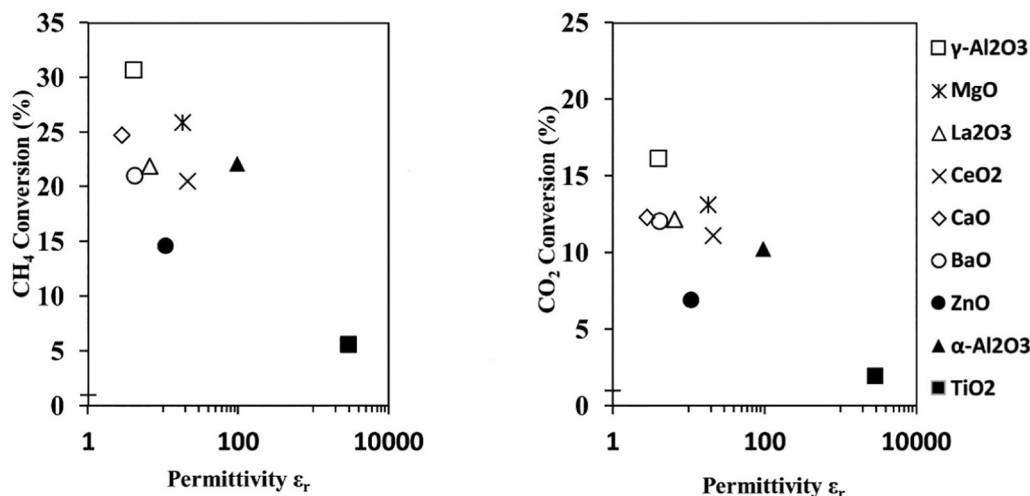 35
30
25
20
15
10
5
0
CH₄ Conversion (%)
1
100
10000
Permittivity εᵣ
25
20
15
10
5
0
CO₂ Conversion (%)
1
100
10000
Permittivity εᵣ
γ-Al2O3
MgO
La2O3
CeO2
CaO
BaO
ZnO
α-Al2O3
TiO2